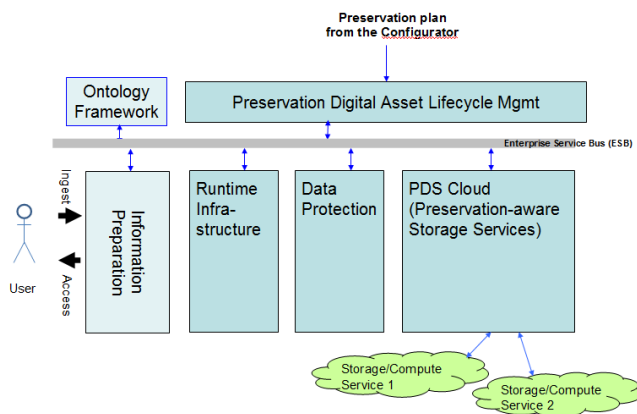 Preservation plan
from the Configurator
Ontology
Framework
Preservation Digital Asset Lifecycle Mgmt
Enterprise Service Bus (ESB)
Ingest
Access
User
Information
Preparation
Runtime
Infra-
structure
Data
Protection
PDS Cloud
(Preservation-aware
Storage Services)
Storage/Compute
Service 1
Storage/Compute
Service 2